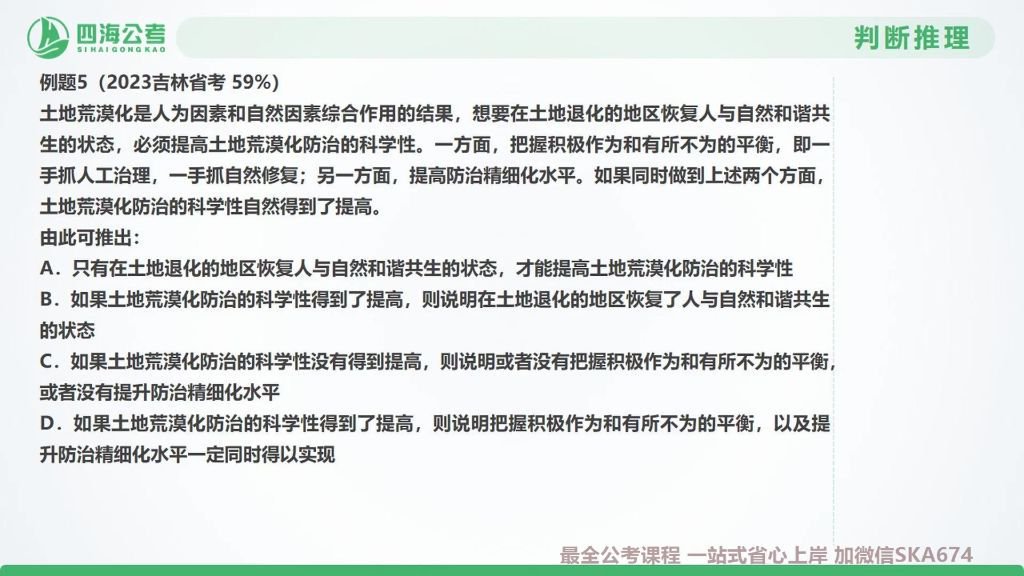 四海公考
SIHAIGONGKAO
判断推理
例题5（2023吉林省考 59%）
土地荒漠化是人为因素和自然因素综合作用的结果，想要在土地退化的地区恢复人与自然和谐共
生的状态，必须提高土地荒漠化防治的科学性。一方面，把握积极作为和有所不为的平衡，即一
手抓人工治理，一手抓自然修复；另一方面，提高防治精细化水平。如果同时做到上述两个方面，
土地荒漠化防治的科学性自然得到了提高。
由此可推出：
A．只有在土地退化的地区恢复人与自然和谐共生的状态，才能提高土地荒漠化防治的科学性
B．如果土地荒漠化防治的科学性得到了提高，则说明在土地退化的地区恢复了人与自然和谐共生
的状态
C．如果土地荒漠化防治的科学性没有得到提高，则说明或者没有把握积极作为和有所不为的平衡，
或者没有提升防治精细化水平
D．如果土地荒漠化防治的科学性得到了提高，则说明把握积极作为和有所不为的平衡，以及提
升防治精细化水平一定同时得以实现
最全公考课程 一站式省心上岸 加微信SKA674